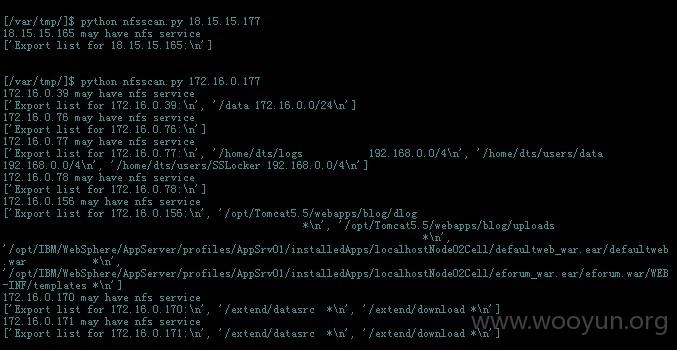 [/var/tmp/]$ python nfsscan.py 18.15.15.177
18.15.15.165 may have nfs service
['Export list for 18.15.15.165:\n']
[/var/tmp/]$ python nfsscan.py 172.16.0.177
172.16.0.39 may have nfs service
['Export list for 172.16.0.39:\n', '/data 172.16.0.0/24\n']
172.16.0.76 may have nfs service
['Export list for 172.16.0.76:\n']
172.16.0.77 may have nfs service
['Export list for 172.16.0.77:\n', '/home/dts/logs 192.168.0.0/4\n', '/home/dts/users/data
192.168.0.0/4\n', '/home/dts/users/SSLocker 192.168.0.0/4\n']
172.16.0.78 may have nfs service
['Export list for 172.16.0.78:\n']
172.16.0.156 may have nfs service
['Export list for 172.16.0.156:\n', '/opt/Tomcat5.5/webapps/blog/dlog
*\n', '/opt/Tomcat5.5/webapps/blog/uploads
*\n',
'/opt/IBM/WebSphere/AppServer/profiles/AppSrv01/installedApps/localhostNode02Cell/defaultweb_war.ear/defaultweb
.war *\n',
'/opt/IBM/WebSphere/AppServer/profiles/AppSrv01/installedApps/localhostNode02Cell/eforum_war.ear/eforum.war/WEB
-INF/templates *\n']
172.16.0.170 may have nfs service
['Export list for 172.16.0.170:\n', '/extend/datasrc *\n', '/extend/download *\n']
172.16.0.171 may have nfs service
['Export list for 172.16.0.171:\n', '/extend/datasrc *\n', '/extend/download *\n']
www.wooyun.org